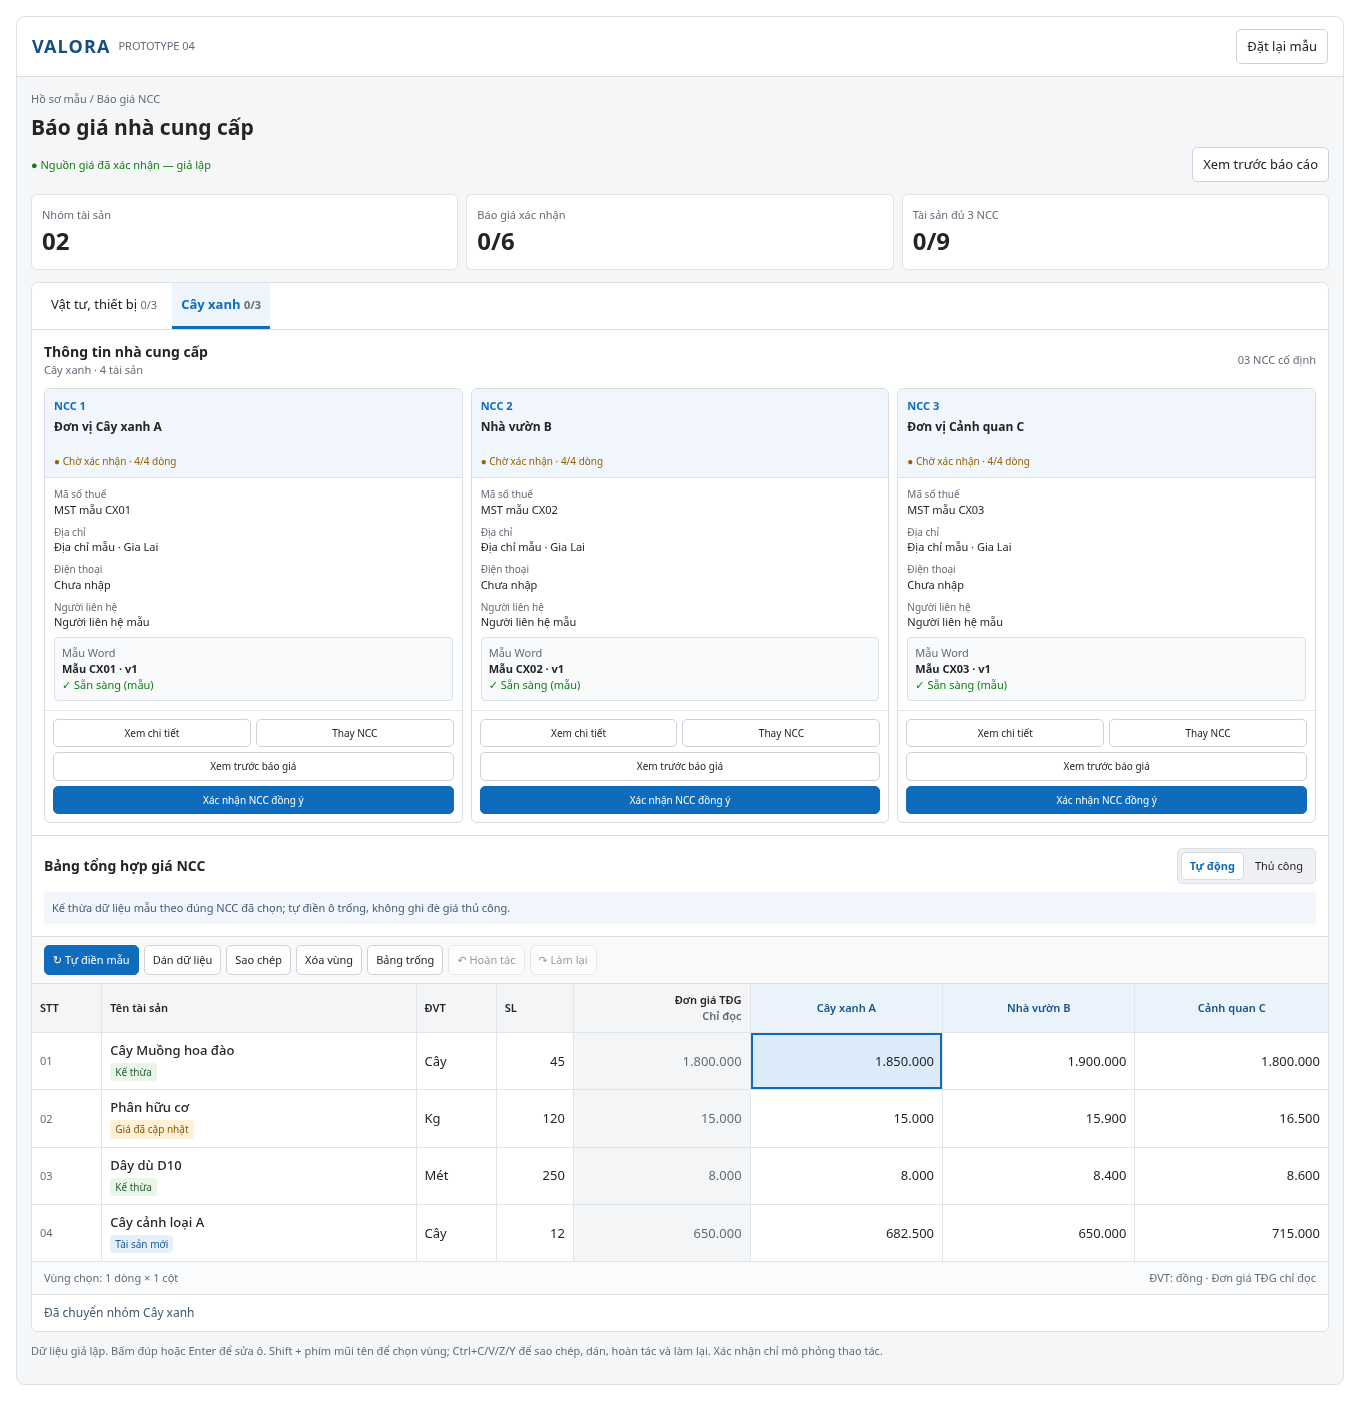 VALORA PROTOTYPE 04
Đặt lại mẫu
Hồ sơ mẫu / Báo giá NCC
Báo giá nhà cung cấp
● Nguồn giá đã xác nhận — giả lập
Xem trước báo cáo
Nhóm tài sản
02
Báo giá xác nhận
0/6
Tài sản đủ 3 NCC
0/9
Vật tư, thiết bị 0/3
Cây xanh 0/3
Thông tin nhà cung cấp
Cây xanh · 4 tài sản
03 NCC cố định
NCC 1
Đơn vị Cây xanh A
● Chờ xác nhận · 4/4 dòng
Mã số thuế
MST mẫu CX01
Địa chỉ
Địa chỉ mẫu · Gia Lai
Điện thoại
Chưa nhập
Người liên hệ
Người liên hệ mẫu
Mẫu Word
Mẫu CX01 · v1
✓ Sẵn sàng (mẫu)
Xem chi tiết
Thay NCC
Xem trước báo giá
Xác nhận NCC đồng ý
NCC 2
Nhà vườn B
● Chờ xác nhận · 4/4 dòng
Mã số thuế
MST mẫu CX02
Địa chỉ
Địa chỉ mẫu · Gia Lai
Điện thoại
Chưa nhập
Người liên hệ
Người liên hệ mẫu
Mẫu Word
Mẫu CX02 · v1
✓ Sẵn sàng (mẫu)
Xem chi tiết
Thay NCC
Xem trước báo giá
Xác nhận NCC đồng ý
NCC 3
Đơn vị Cảnh quan C
● Chờ xác nhận · 4/4 dòng
Mã số thuế
MST mẫu CX03
Địa chỉ
Địa chỉ mẫu · Gia Lai
Điện thoại
Chưa nhập
Người liên hệ
Người liên hệ mẫu
Mẫu Word
Mẫu CX03 · v1
✓ Sẵn sàng (mẫu)
Xem chi tiết
Thay NCC
Xem trước báo giá
Xác nhận NCC đồng ý
Bảng tổng hợp giá NCC
Tự động
Thủ công
Kế thừa dữ liệu mẫu theo đúng NCC đã chọn; tự điền ô trống, không ghi đè giá thủ công.
↻ Tự điền mẫu
Dán dữ liệu
Sao chép
Xóa vùng
Bảng trống
↶ Hoàn tác
↷ Làm lại
STT Tên tài sản ĐVT SL Đơn giá TĐG Cây xanh A Nhà vườn B Cảnh quan C
Chỉ đọc
01 Cây Muồng hoa đào Cây 45 1.800.000 1.850.000 1.900.000 1.800.000
Kế thừa
02 Phân hữu cơ Kg 120 15.000 15.000 15.900 16.500
Giá đã cập nhật
03 Dây dù D10 Mét 250 8.000 8.000 8.400 8.600
Kế thừa
04 Cây cảnh loại A Cây 12 650.000 682.500 650.000 715.000
Tài sản mới
Vùng chọn: 1 dòng × 1 cột
ĐVT: đồng · Đơn giá TĐG chỉ đọc
Đã chuyển nhóm Cây xanh
Dữ liệu giả lập. Bấm đúp hoặc Enter để sửa ô. Shift + phím mũi tên để chọn vùng; Ctrl+C/V/Z/Y để sao chép, dán, hoàn tác và làm lại. Xác nhận chỉ mô phỏng thao tác.